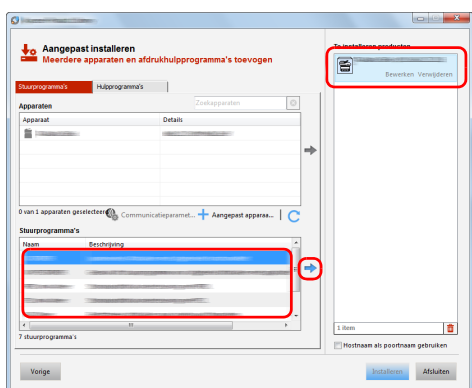 Aangepast installeren
Meerdere apparaten en afdrukhulpprogramma's toevogen
Te installeren producten
Bewerken Verwijderen
Stuurprogramma's Hulpprogramma's
Apparaten
Zoekapparaten
Apparaat Details
0 van 1 apparaten geselecteerd Communicatieparamet... Aangepast apparaa...
Stuurprogramma's
Naam Beschrijving
7 stuurprogramma's
1 item
Hostnaam als poortnaam gebruiken
Vorige Installeren Afsluiten